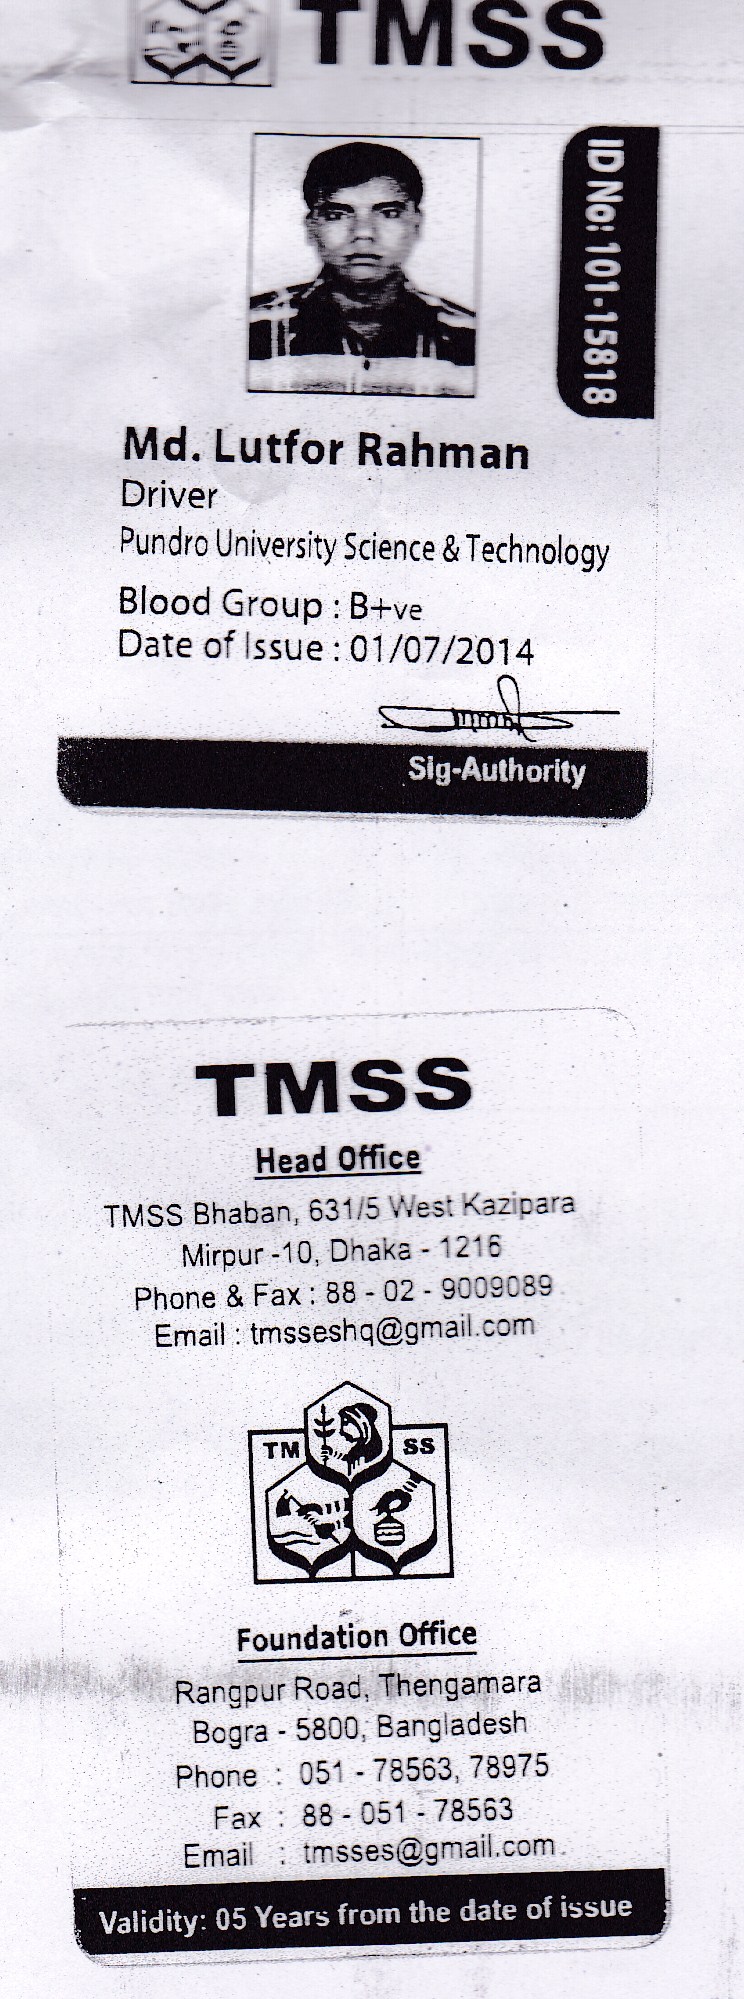 TMSS
ID No: 101-15818
Md. Lutfor Rahman
Driver
Pundro University Science & Technology
Blood Group : B+ve
Date of Issue : 01/07/2014
Sig-Authority
TMSS
Head Office
TMSS Bhaban, 631/5 West Kazipara
Mirpur -10, Dhaka - 1216
Phone & Fax : 88 - 02 - 9009089
Email : tmsseshq@gmail.com
TM SS
Foundation Office
Rangpur Road, Thengamara
Bogra - 5800, Bangladesh
Phone : 051 - 78563, 78975
Fax : 88 - 051 - 78563
Email : tmsses@gmail.com
Validity: 05 Years from the date of issue